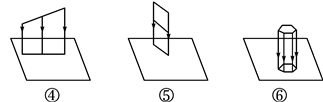 ④ ⑤ ⑥